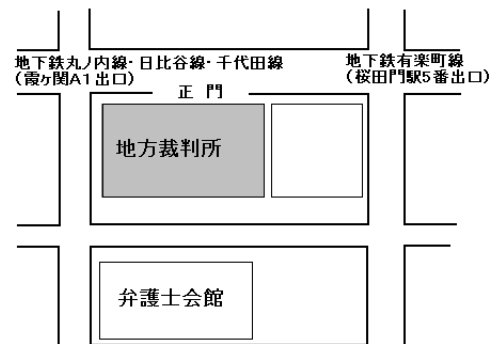 地下鉄丸ノ内線・日比谷線・千代田線
(霞ヶ関A1出口)
地下鉄有楽町線
(桜田門駅5番出口)
正 門
地方裁判所
弁護士会館